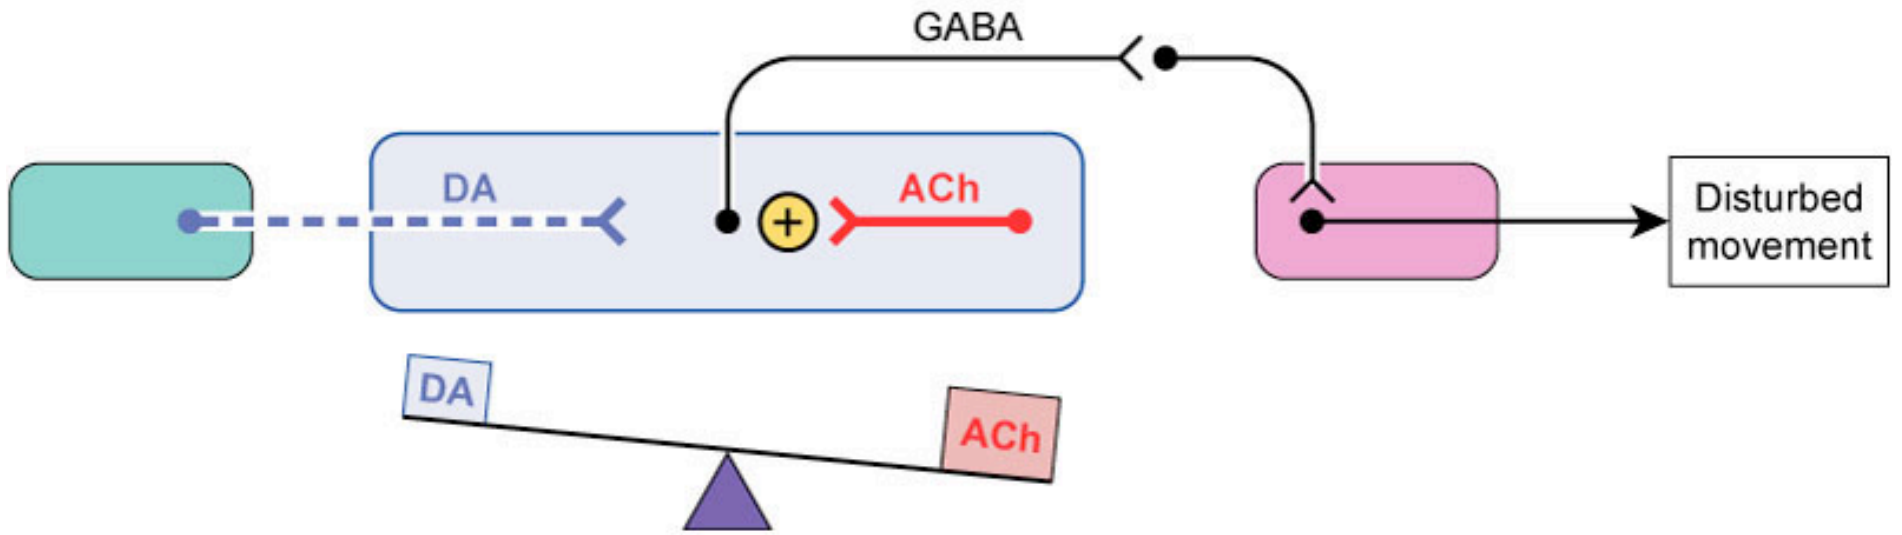 GABA
DA
ACh
+
Disturbed
movement
DA
ACh